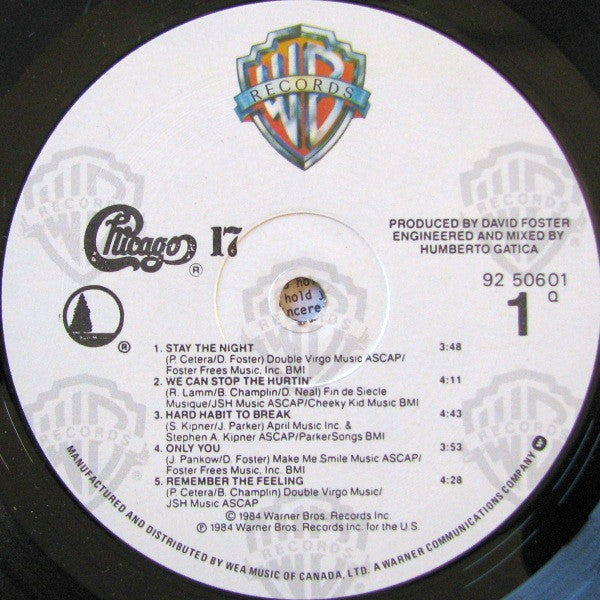 WB
RECORDS
Chicago ® 17
PRODUCED BY DAVID FOSTER
ENGINEERED AND MIXED BY
HUMBERTO GATICA
92 50601
Q
1
®
hold
ncere
1. STAY THE NIGHT 3:48
(P. Cetera/D. Foster) Double Virgo Music ASCAP/
Foster Frees Music. Inc. BMI
2. WE CAN STOP THE HURTIN' 4:11
(R. Lamm/B. Champlin/D. Neal) Fin de Siecle
Musique/JSH Music ASCAP/Cheeky Kid Music BMI
3. HARD HABIT TO BREAK 4:43
(S. Kipner/J. Parker) April Music Inc. &
Stephen A. Kipner ASCAP/ParkerSongs BMI
4. ONLY YOU 3:53
(J. Pankow/D. Foster) Make Me Smile Music ASCAP/
Foster Frees Music, Inc. BMI
5. REMEMBER THE FEELING 4:28
(P. Cetera/B. Champlin) Double Virgo Music/
JSH Music ASCAP
© 1984 Warner Bros. Records Inc.
℗ 1984 Warner Bros. Records Inc. for the U.S.
MANUFACTURED AND DISTRIBUTED BY WEA MUSIC OF CANADA, LTD. A WARNER COMMUNICATIONS COMPANY